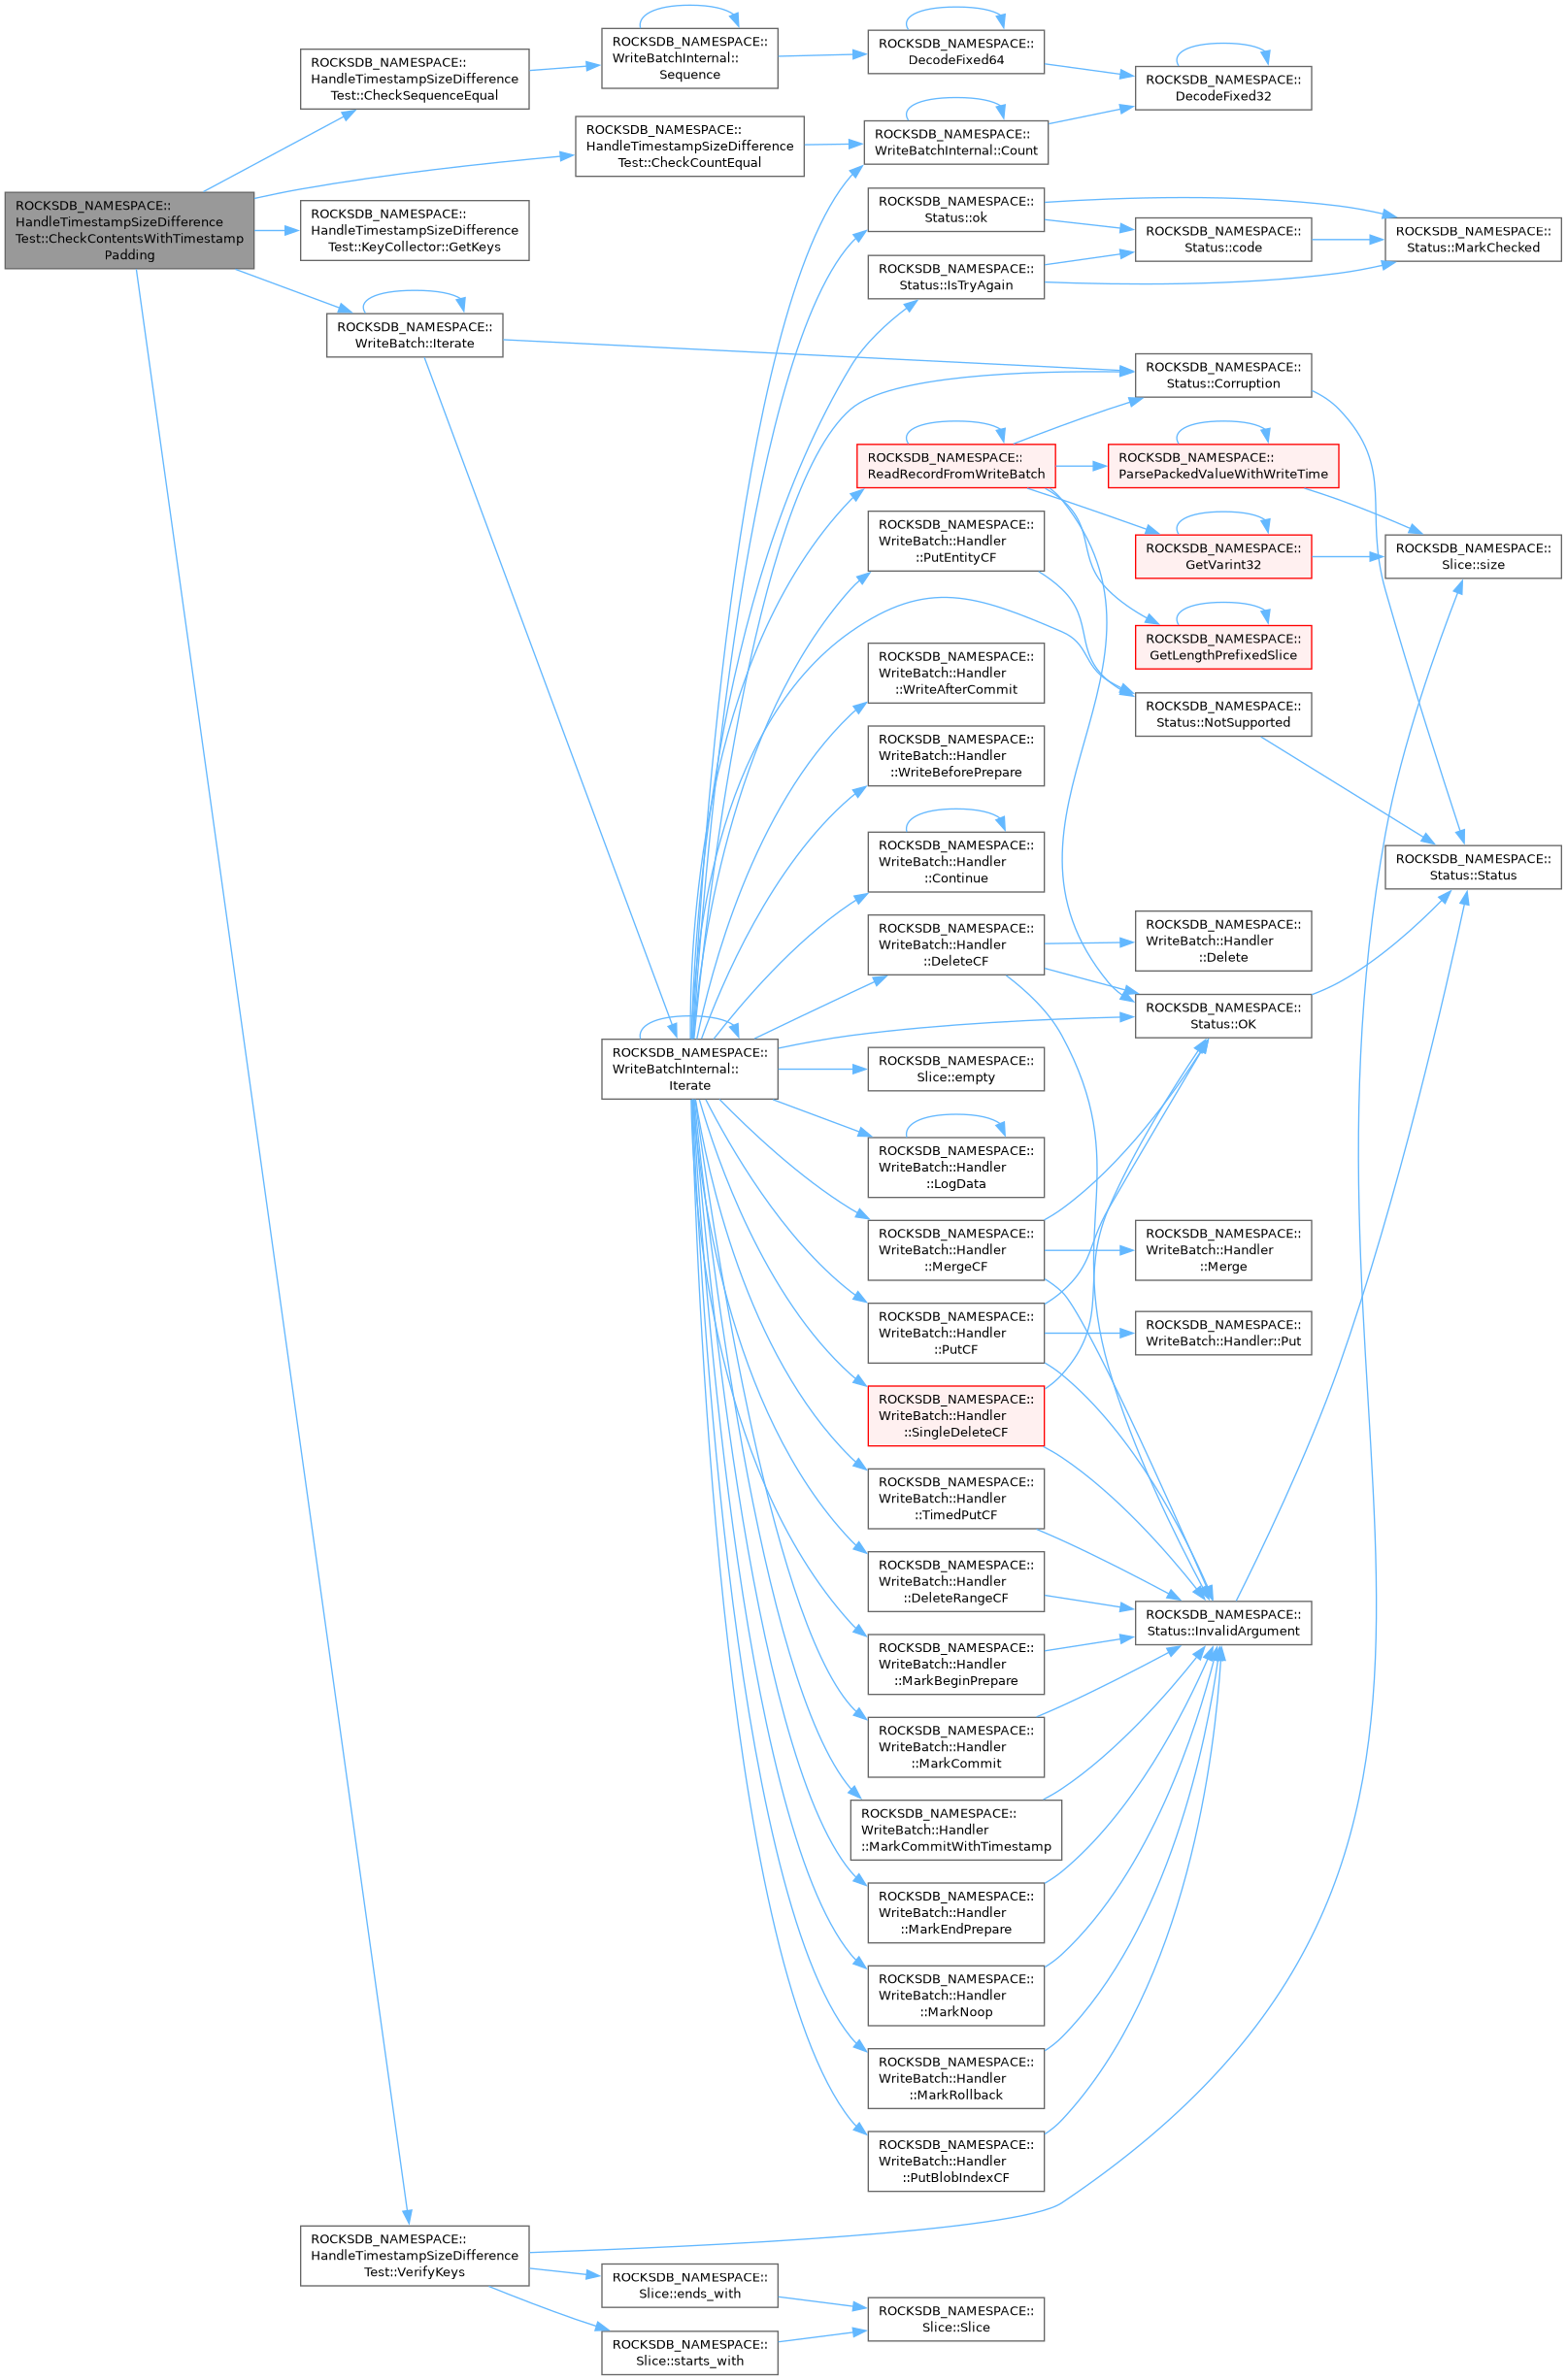 ROCKSDB_NAMESPACE::
HandleTimestampSizeDifference
Test::CheckContentsWithTimestamp
Padding
ROCKSDB_NAMESPACE::
HandleTimestampSizeDifference
Test::CheckSequenceEqual
ROCKSDB_NAMESPACE::
WriteBatchInternal::
Sequence
ROCKSDB_NAMESPACE::
DecodeFixed64
ROCKSDB_NAMESPACE::
DecodeFixed32
ROCKSDB_NAMESPACE::
HandleTimestampSizeDifference
Test::CheckCountEqual
ROCKSDB_NAMESPACE::
WriteBatchInternal::Count
ROCKSDB_NAMESPACE::
HandleTimestampSizeDifference
Test::KeyCollector::GetKeys
ROCKSDB_NAMESPACE::
WriteBatch::Iterate
ROCKSDB_NAMESPACE::
Status::ok
ROCKSDB_NAMESPACE::
Status::code
ROCKSDB_NAMESPACE::
Status::MarkChecked
ROCKSDB_NAMESPACE::
Status::IsTryAgain
ROCKSDB_NAMESPACE::
Status::Corruption
ROCKSDB_NAMESPACE::
ReadRecordFromWriteBatch
ROCKSDB_NAMESPACE::
ParsePackedValueWithWriteTime
ROCKSDB_NAMESPACE::
WriteBatch::Handler
::PutEntityCF
ROCKSDB_NAMESPACE::
GetVarint32
ROCKSDB_NAMESPACE::
Slice::size
ROCKSDB_NAMESPACE::
GetLengthPrefixedSlice
ROCKSDB_NAMESPACE::
WriteBatch::Handler
::WriteAfterCommit
ROCKSDB_NAMESPACE::
Status::NotSupported
ROCKSDB_NAMESPACE::
WriteBatch::Handler
::WriteBeforePrepare
ROCKSDB_NAMESPACE::
WriteBatch::Handler
::Continue
ROCKSDB_NAMESPACE::
Status::Status
ROCKSDB_NAMESPACE::
WriteBatch::Handler
::DeleteCF
ROCKSDB_NAMESPACE::
WriteBatch::Handler
::Delete
ROCKSDB_NAMESPACE::
Status::OK
ROCKSDB_NAMESPACE::
WriteBatchInternal::
Iterate
ROCKSDB_NAMESPACE::
Slice::empty
ROCKSDB_NAMESPACE::
WriteBatch::Handler
::LogData
ROCKSDB_NAMESPACE::
WriteBatch::Handler
::MergeCF
ROCKSDB_NAMESPACE::
WriteBatch::Handler
::Merge
ROCKSDB_NAMESPACE::
WriteBatch::Handler
::PutCF
ROCKSDB_NAMESPACE::
WriteBatch::Handler::Put
ROCKSDB_NAMESPACE::
WriteBatch::Handler
::SingleDeleteCF
ROCKSDB_NAMESPACE::
WriteBatch::Handler
::TimedPutCF
ROCKSDB_NAMESPACE::
WriteBatch::Handler
::DeleteRangeCF
ROCKSDB_NAMESPACE::
Status::InvalidArgument
ROCKSDB_NAMESPACE::
WriteBatch::Handler
::MarkBeginPrepare
ROCKSDB_NAMESPACE::
WriteBatch::Handler
::MarkCommit
ROCKSDB_NAMESPACE::
WriteBatch::Handler
::MarkCommitWithTimestamp
ROCKSDB_NAMESPACE::
WriteBatch::Handler
::MarkEndPrepare
ROCKSDB_NAMESPACE::
WriteBatch::Handler
::MarkNoop
ROCKSDB_NAMESPACE::
WriteBatch::Handler
::MarkRollback
ROCKSDB_NAMESPACE::
WriteBatch::Handler
::PutBlobIndexCF
ROCKSDB_NAMESPACE::
HandleTimestampSizeDifference
Test::VerifyKeys
ROCKSDB_NAMESPACE::
Slice::ends_with
ROCKSDB_NAMESPACE::
Slice::Slice
ROCKSDB_NAMESPACE::
Slice::starts_with